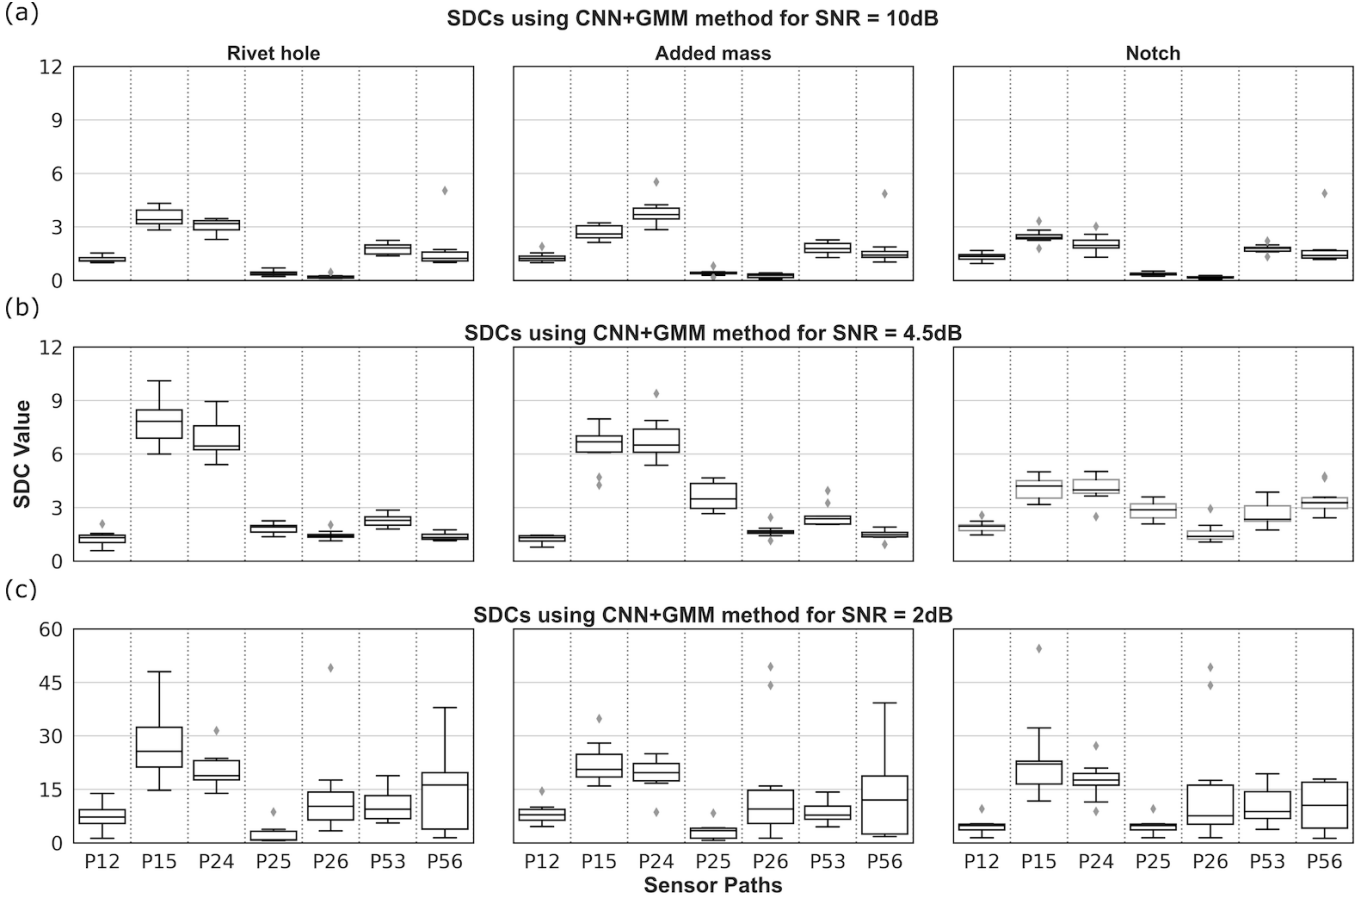 (a)
SDCs using CNN+GMM method for SNR = 10dB
Rivet hole Added mass Notch
12
9
6
3
0
(b)
SDCs using CNN+GMM method for SNR = 4.5dB
12
9
6
3
0
SDC Value
(c)
SDCs using CNN+GMM method for SNR = 2dB
60
45
30
15
0
P12 P15 P24 P25 P26 P53 P56 P12 P15 P24 P25 P26 P53 P56 P12 P15 P24 P25 P26 P53 P56
Sensor Paths